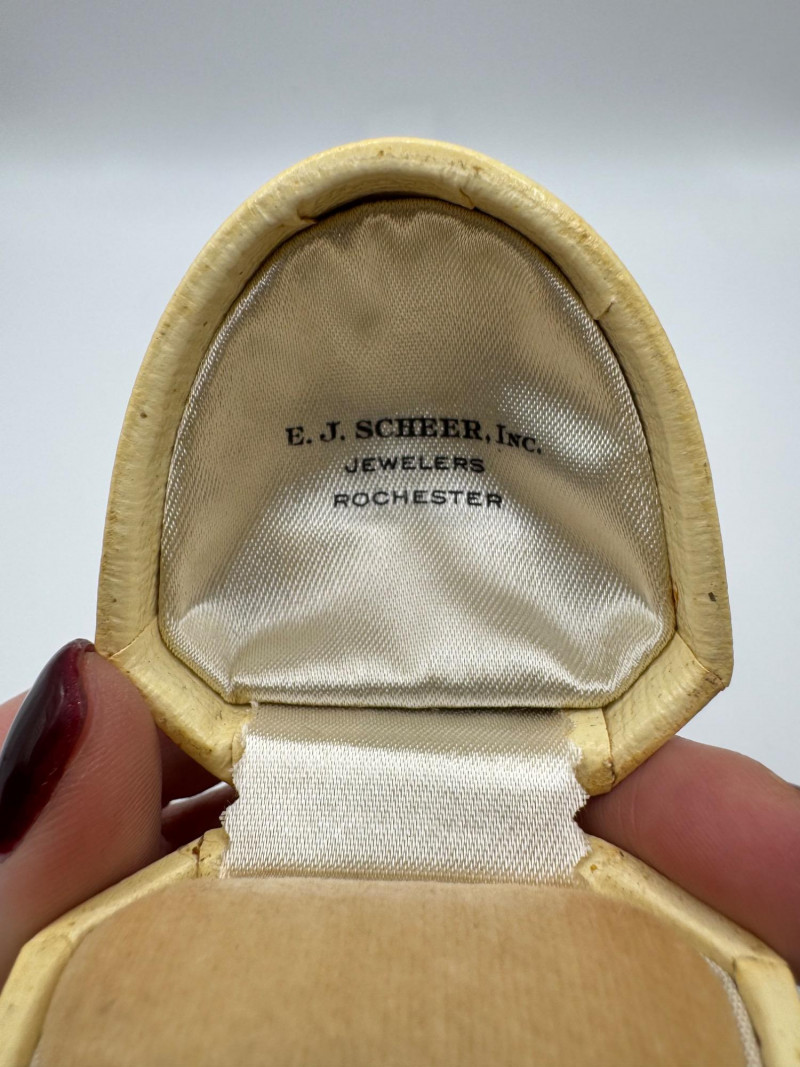 E. J. SCHEER, INC.
JEWELERS
ROCHESTER